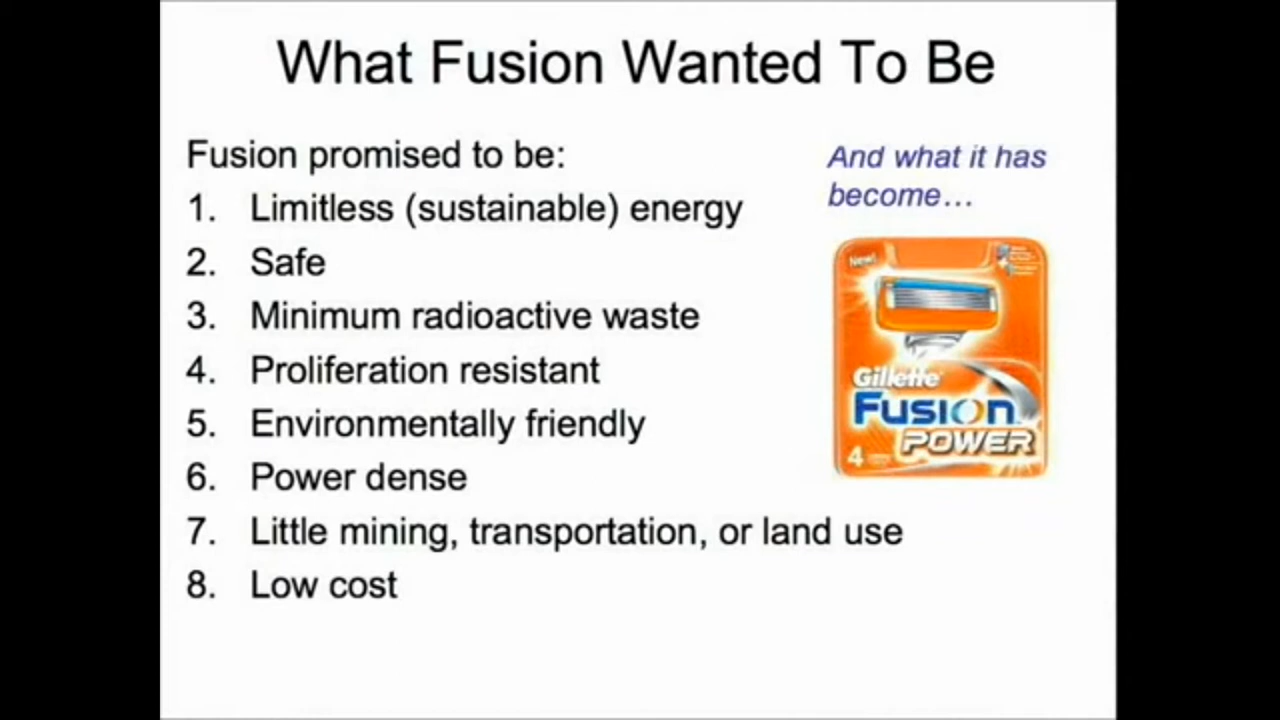 What Fusion Wanted To Be
Fusion promised to be:
1. Limitless (sustainable) energy
2. Safe
3. Minimum radioactive waste
4. Proliferation resistant
5. Environmentally friendly
6. Power dense
7. Little mining, transportation, or land use
8. Low cost
And what it has
become…
New!
Gillette
FUSION
POWER
4